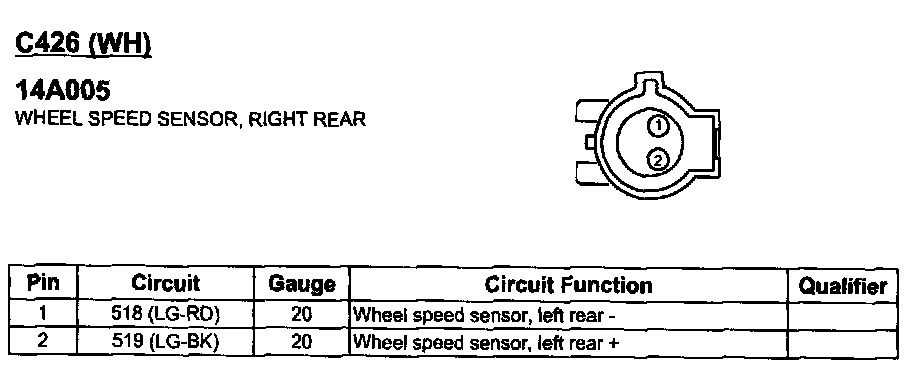 C426 (WH)
14A005
WHEEL SPEED SENSOR, RIGHT REAR
1
2
Pin Circuit Gauge Circuit Function Qualifier
1 518 (LG-RD) 20 Wheel speed sensor, left rear -
2 519 (LG-BK) 20 Wheel speed sensor, left rear +